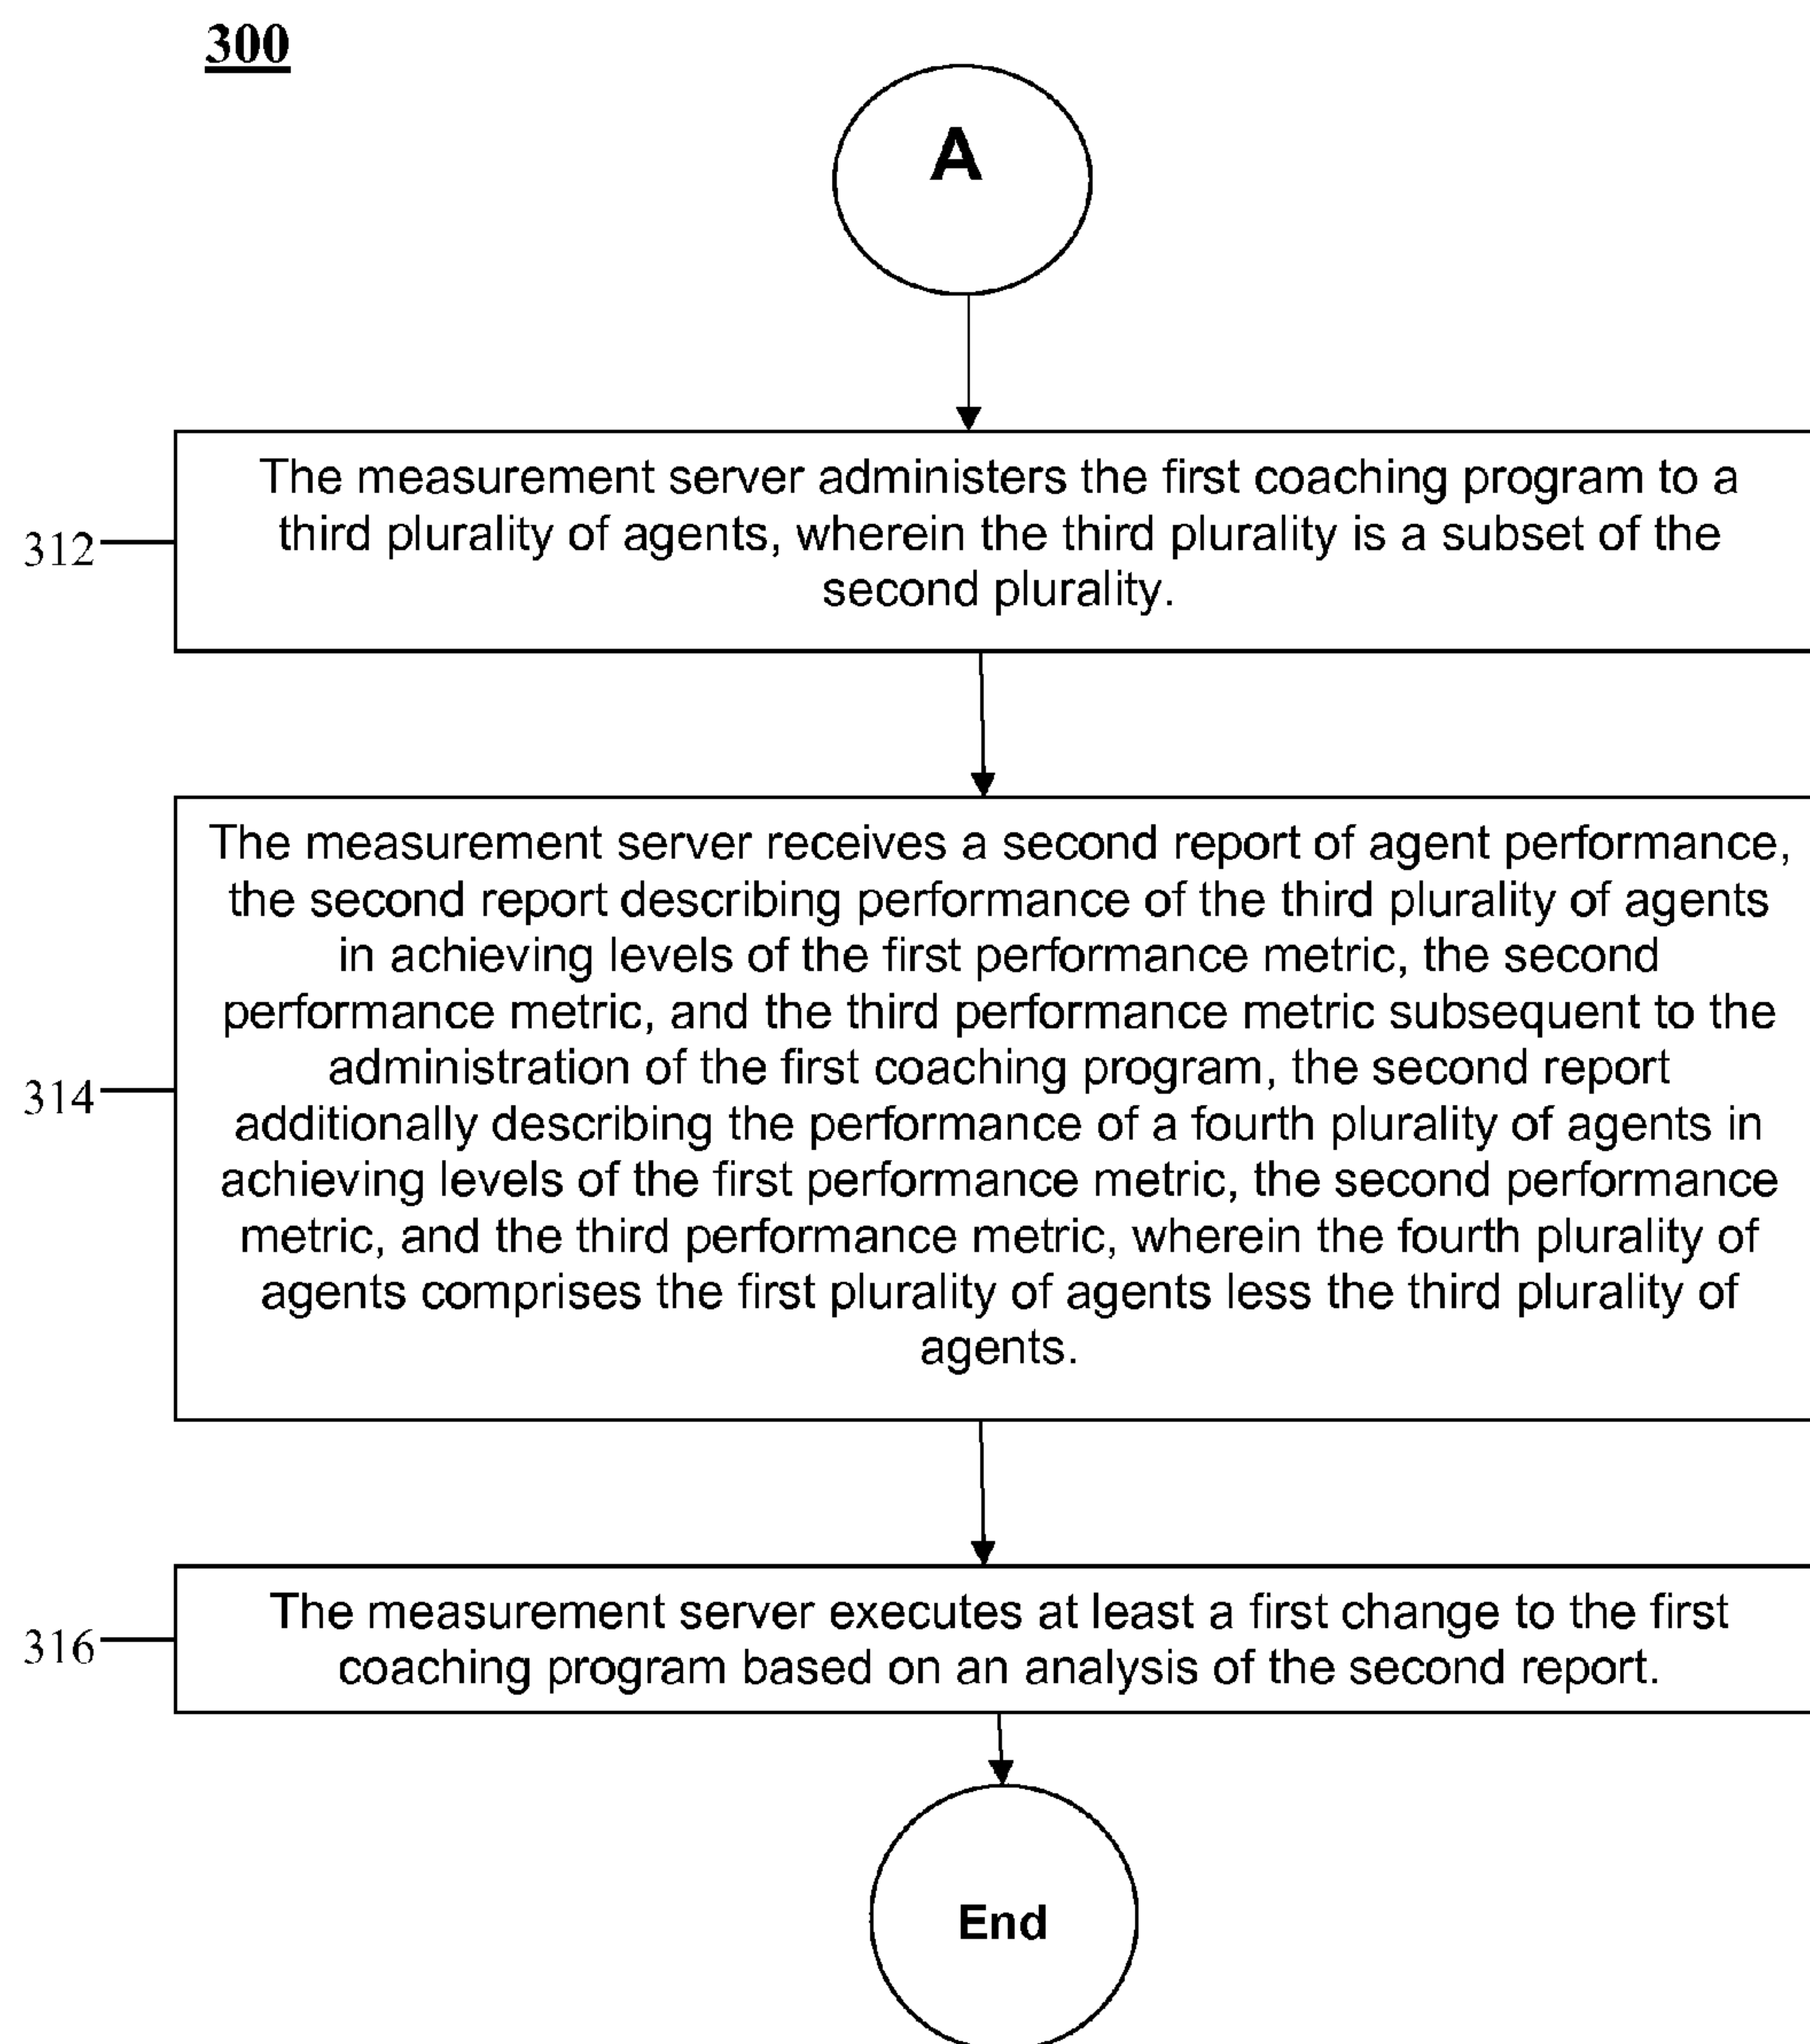 300
A
The measurement server administers the first coaching program to a
third plurality of agents, wherein the third plurality is a subset of the
second plurality.
312
The measurement server receives a second report of agent performance,
the second report describing performance of the third plurality of agents
in achieving levels of the first performance metric, the second
performance metric, and the third performance metric subsequent to the
administration of the first coaching program, the second report
additionally describing the performance of a fourth plurality of agents in
achieving levels of the first performance metric, the second performance
metric, and the third performance metric, wherein the fourth plurality of
agents comprises the first plurality of agents less the third plurality of
agents.
314
The measurement server executes at least a first change to the first
coaching program based on an analysis of the second report.
316
End